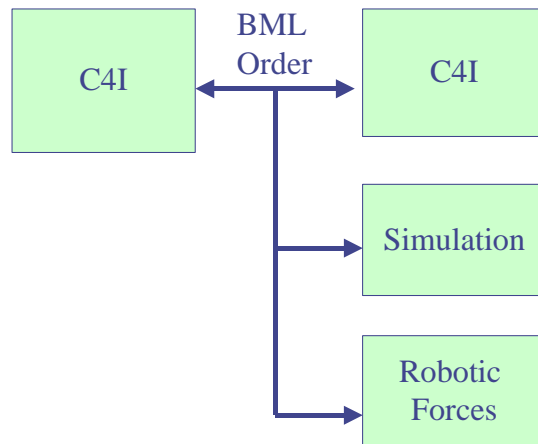 C4I
BML
Order
C4I
Simulation
Robotic
Forces